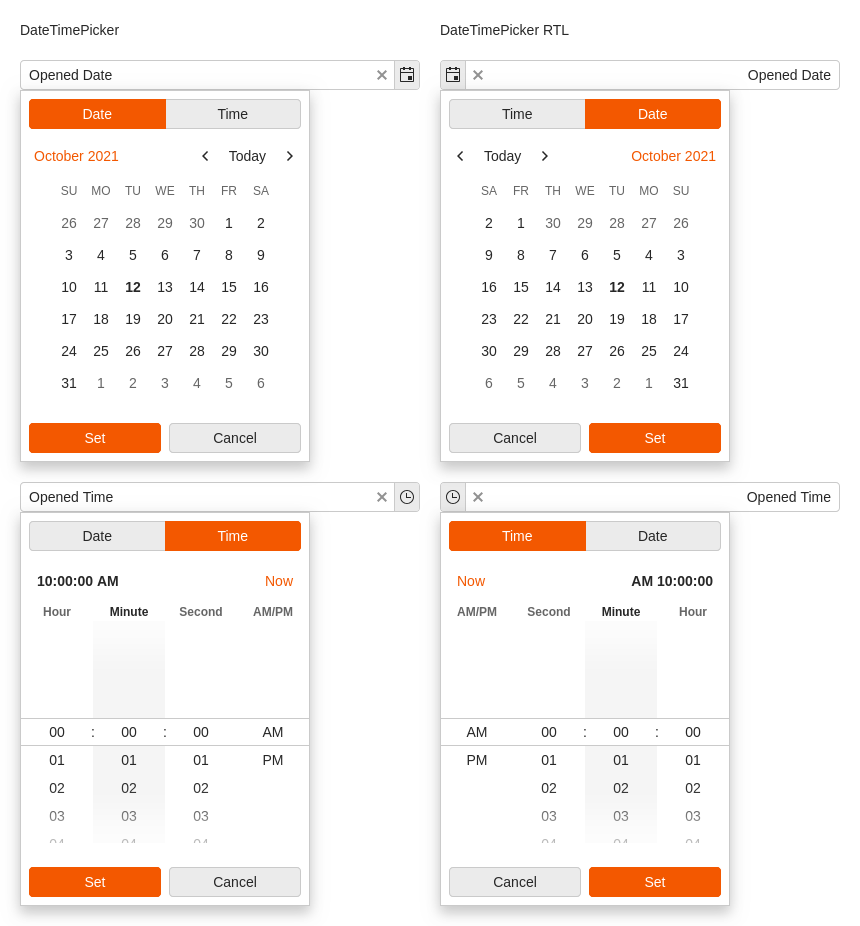 DateTimePicker
Opened Date
Date Time
October 2021 Today
SU MO TU WE TH FR SA
26 27 28 29 30 1 2
3 4 5 6 7 8 9
10 11 12 13 14 15 16
17 18 19 20 21 22 23
24 25 26 27 28 29 30
31 1 2 3 4 5 6
Set Cancel
Opened Time
Date Time
10:00:00 AM Now
Hour Minute Second AM/PM
00 : 00 : 00 AM
01 01 01 PM
02 02 02
03 03 03
04 04 04
Set Cancel
DateTimePicker RTL
Opened Date
Time Date
Today October 2021
SA FR TH WE TU MO SU
2 1 30 29 28 27 26
9 8 7 6 5 4 3
16 15 14 13 12 11 10
23 22 21 20 19 18 17
30 29 28 27 26 25 24
6 5 4 3 2 1 31
Cancel Set
Opened Time
Time Date
Now AM 10:00:00
AM/PM Second Minute Hour
AM 00 : 00 : 00
PM 01 01 01
02 02 02
03 03 03
04 04 04
Cancel Set